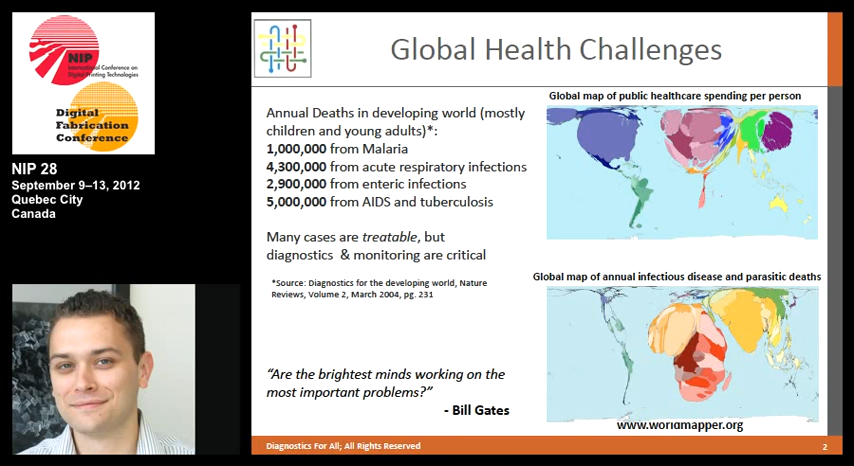 NIP
International Conference on
Digital Printing Technologies
Digital
Fabrication
Conference
NIP 28
September 9–13, 2012
Quebec City
Canada
Global Health Challenges
Annual Deaths in developing world (mostly
children and young adults)*:
1,000,000 from Malaria
4,300,000 from acute respiratory infections
2,900,000 from enteric infections
5,000,000 from AIDS and tuberculosis
Many cases are treatable, but
diagnostics & monitoring are critical
*Source: Diagnostics for the developing world, Nature
Reviews, Volume 2, March 2004, pg. 231
“Are the brightest minds working on the
most important problems?”
- Bill Gates
Global map of public healthcare spending per person
Global map of annual infectious disease and parasitic deaths
www.worldmapper.org
Diagnostics For All; All Rights Reserved
2